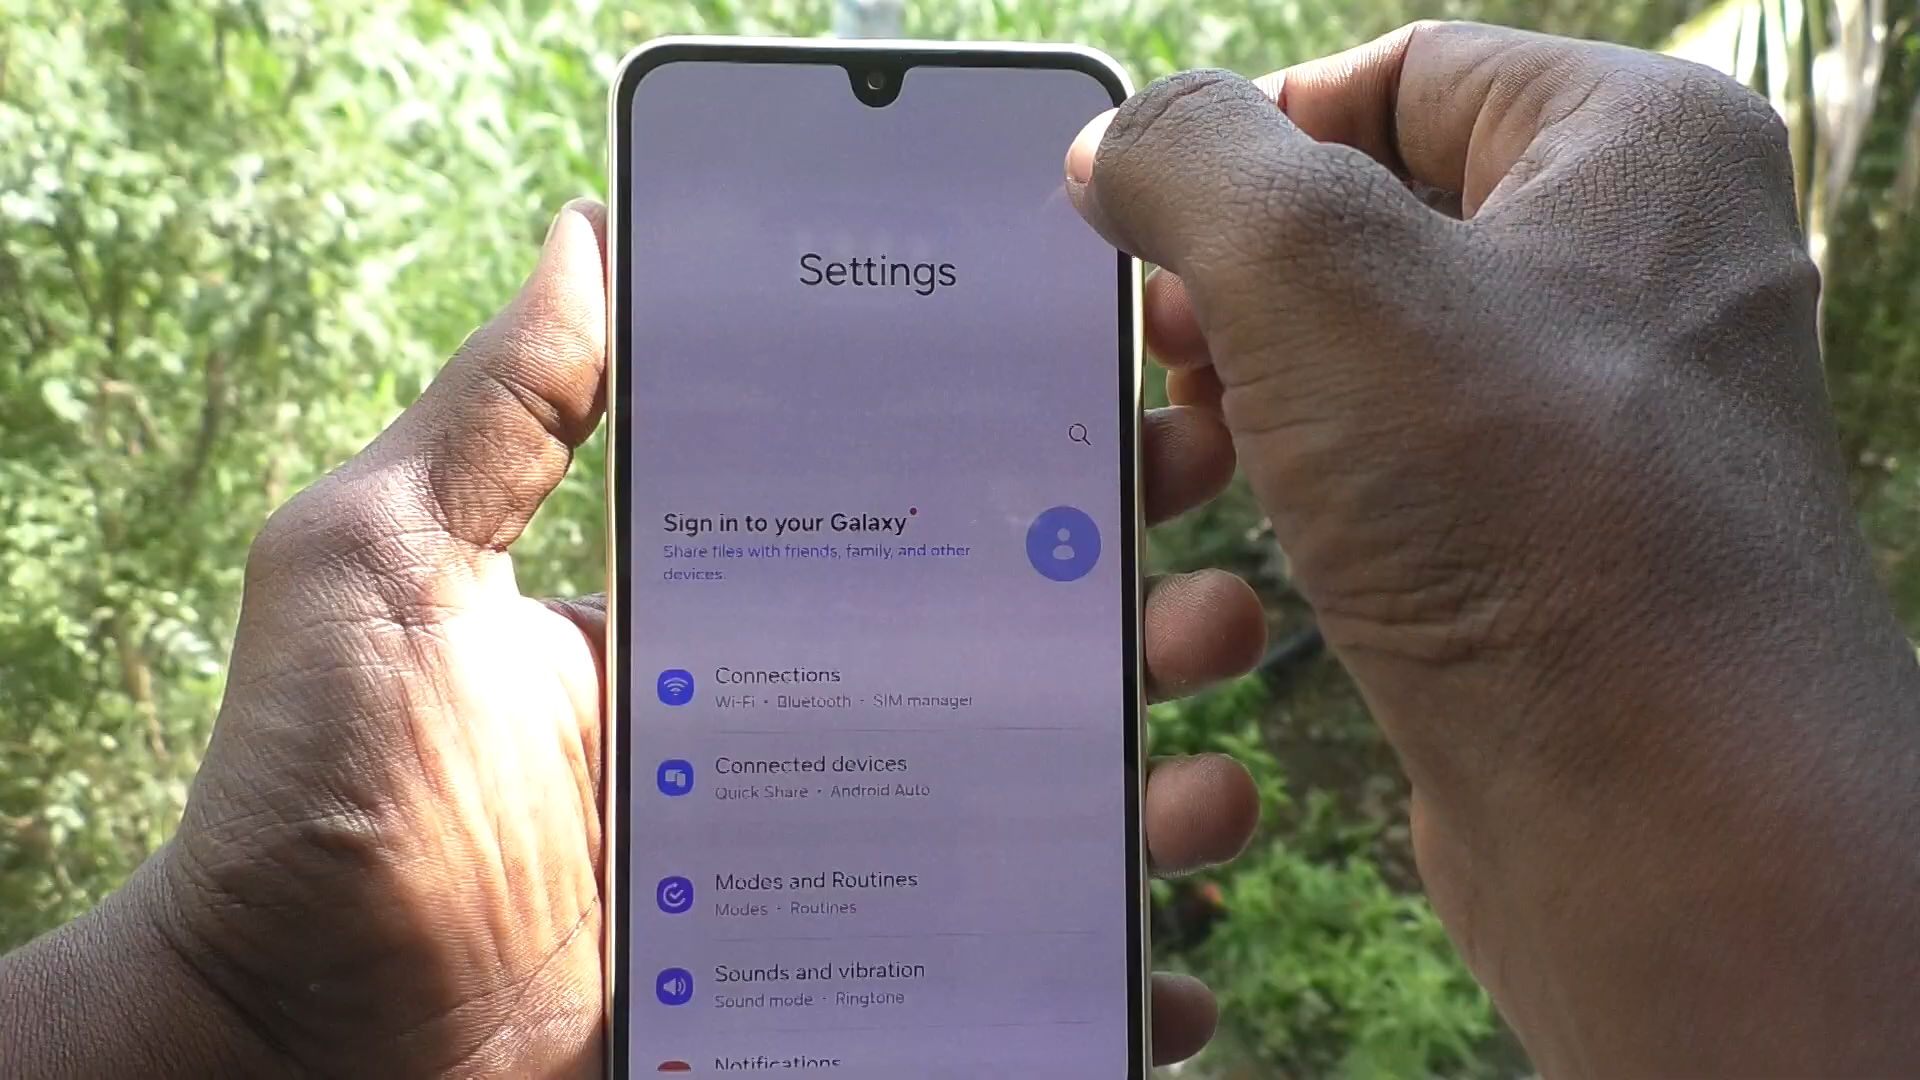 Settings
Sign in to your Galaxy
Share files with friends, family, and other
devices.
Connections
Wi-Fi • Bluetooth • SIM manager
Connected devices
Quick Share • Android Auto
Modes and Routines
Modes • Routines
Sounds and vibration
Sound mode • Ringtone
Notifications